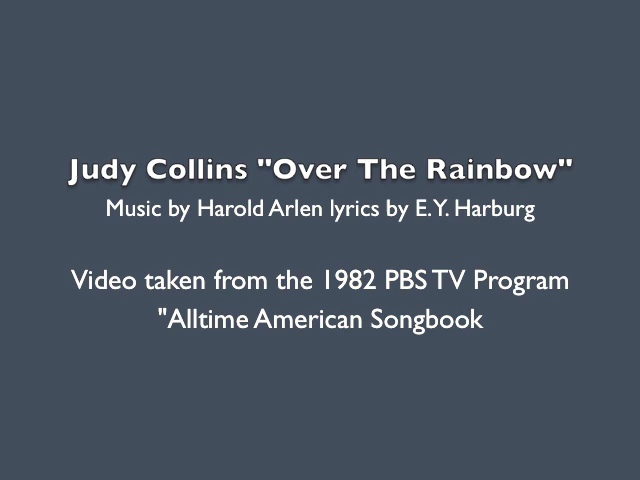 Judy Collins "Over The Rainbow"
Music by Harold Arlen lyrics by E.Y. Harburg
Video taken from the 1982 PBS TV Program
"Alltime American Songbook